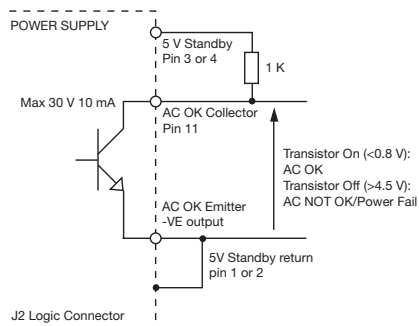 POWER SUPPLY
5 V Standby
Pin 3 or 4
1 K
Max 30 V 10 mA
AC OK Collector
Pin 11
Transistor On (<0.8 V):
AC OK
Transistor Off (>4.5 V):
AC NOT OK/Power Fail
AC OK Emitter
-VE output
5V Standby return
pin 1 or 2
J2 Logic Connector